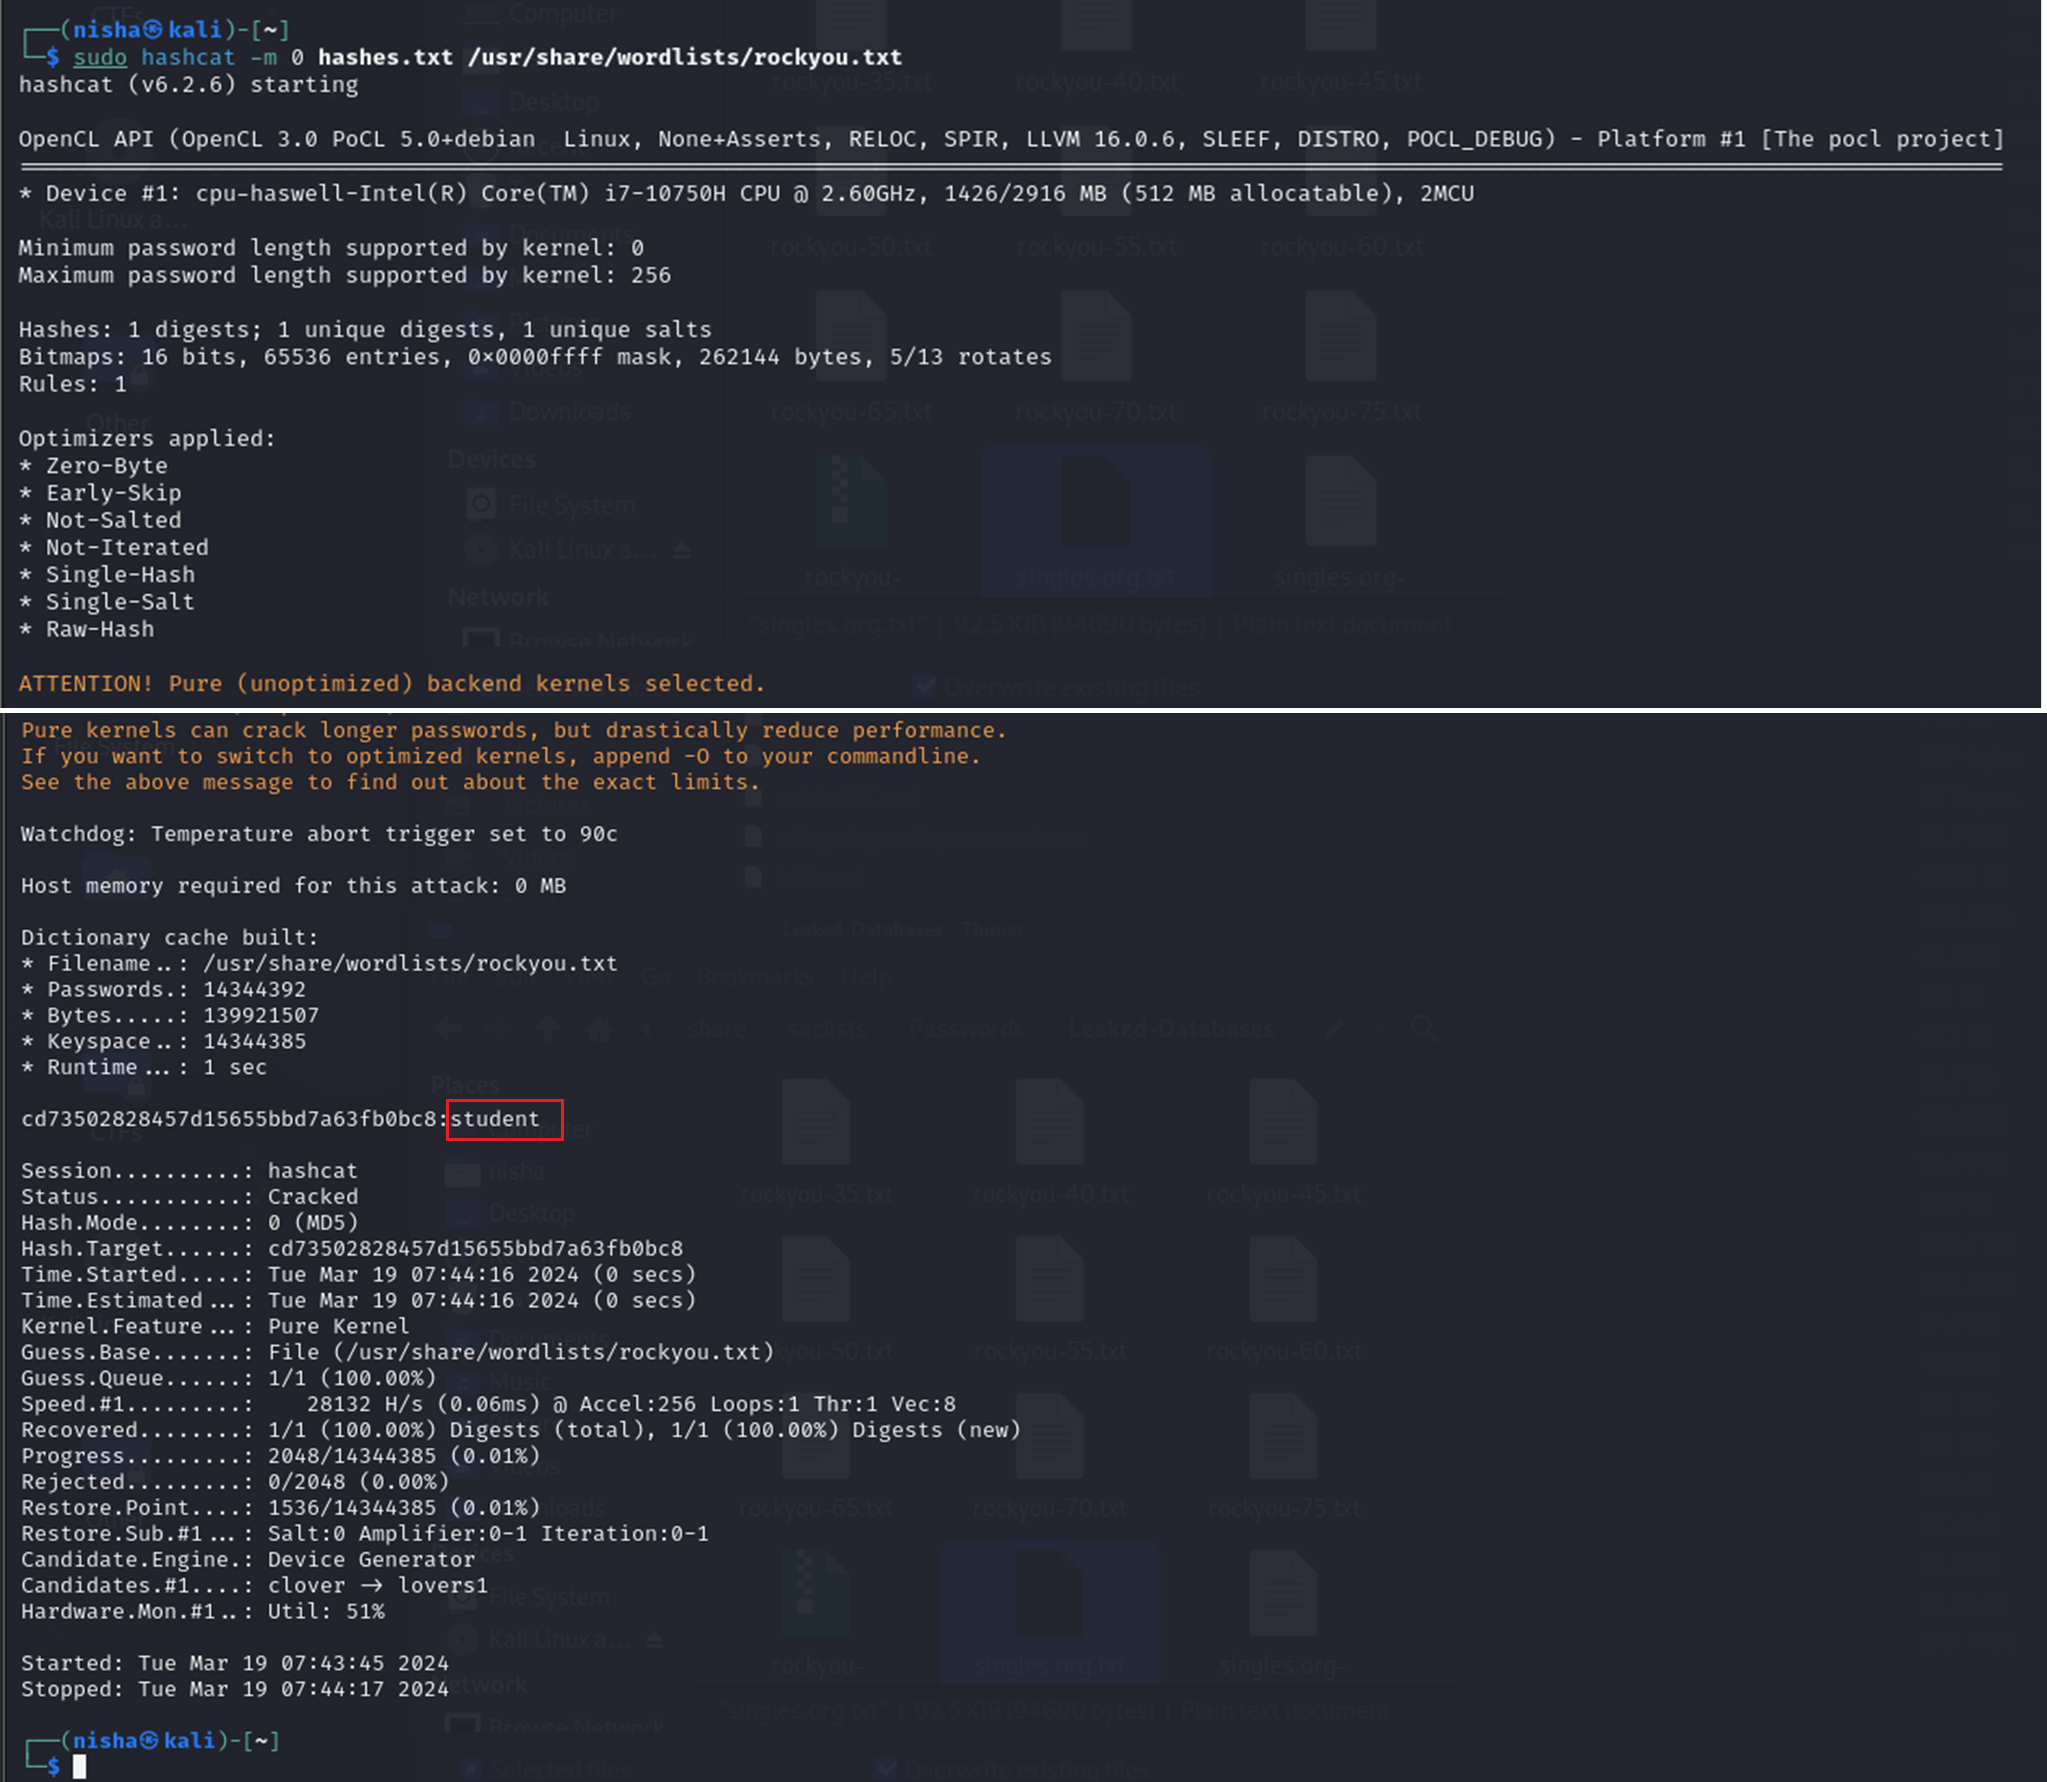 ┌──(nisha㉿kali)-[~]
└─$ sudo hashcat -m 0 hashes.txt /usr/share/wordlists/rockyou.txt
hashcat (v6.2.6) starting
OpenCL API (OpenCL 3.0 PoCL 5.0+debian  Linux, None+Asserts, RELOC, SPIR, LLVM 16.0.6, SLEEF, DISTRO, POCL_DEBUG) - Platform #1 [The pocl project]
* Device #1: cpu-haswell-Intel(R) Core(TM) i7-10750H CPU @ 2.60GHz, 1426/2916 MB (512 MB allocatable), 2MCU
Minimum password length supported by kernel: 0
Maximum password length supported by kernel: 256
Hashes: 1 digests; 1 unique digests, 1 unique salts
Bitmaps: 16 bits, 65536 entries, 0×0000ffff mask, 262144 bytes, 5/13 rotates
Rules: 1
Optimizers applied:
* Zero-Byte
* Early-Skip
* Not-Salted
* Not-Iterated
* Single-Hash
* Single-Salt
* Raw-Hash
ATTENTION! Pure (unoptimized) backend kernels selected.
Pure kernels can crack longer passwords, but drastically reduce performance.
If you want to switch to optimized kernels, append -O to your commandline.
See the above message to find out about the exact limits.
Watchdog: Temperature abort trigger set to 90c
Host memory required for this attack: 0 MB
Dictionary cache built:
* Filename..: /usr/share/wordlists/rockyou.txt
* Passwords.: 14344392
* Bytes.....: 139921507
* Keyspace..: 14344385
* Runtime...: 1 sec
cd73502828457d15655bbd7a63fb0bc8:student
Session..........: hashcat
Status...........: Cracked
Hash.Mode........: 0 (MD5)
Hash.Target......: cd73502828457d15655bbd7a63fb0bc8
Time.Started.....: Tue Mar 19 07:44:16 2024 (0 secs)
Time.Estimated...: Tue Mar 19 07:44:16 2024 (0 secs)
Kernel.Feature...: Pure Kernel
Guess.Base.......: File (/usr/share/wordlists/rockyou.txt)
Guess.Queue......: 1/1 (100.00%)
Speed.#1.........:    28132 H/s (0.06ms) @ Accel:256 Loops:1 Thr:1 Vec:8
Recovered........: 1/1 (100.00%) Digests (total), 1/1 (100.00%) Digests (new)
Progress.........: 2048/14344385 (0.01%)
Rejected.........: 0/2048 (0.00%)
Restore.Point....: 1536/14344385 (0.01%)
Restore.Sub.#1...: Salt:0 Amplifier:0-1 Iteration:0-1
Candidate.Engine.: Device Generator
Candidates.#1....: clover → lovers1
Hardware.Mon.#1..: Util: 51%
Started: Tue Mar 19 07:43:45 2024
Stopped: Tue Mar 19 07:44:17 2024
┌──(nisha㉿kali)-[~]
└─$